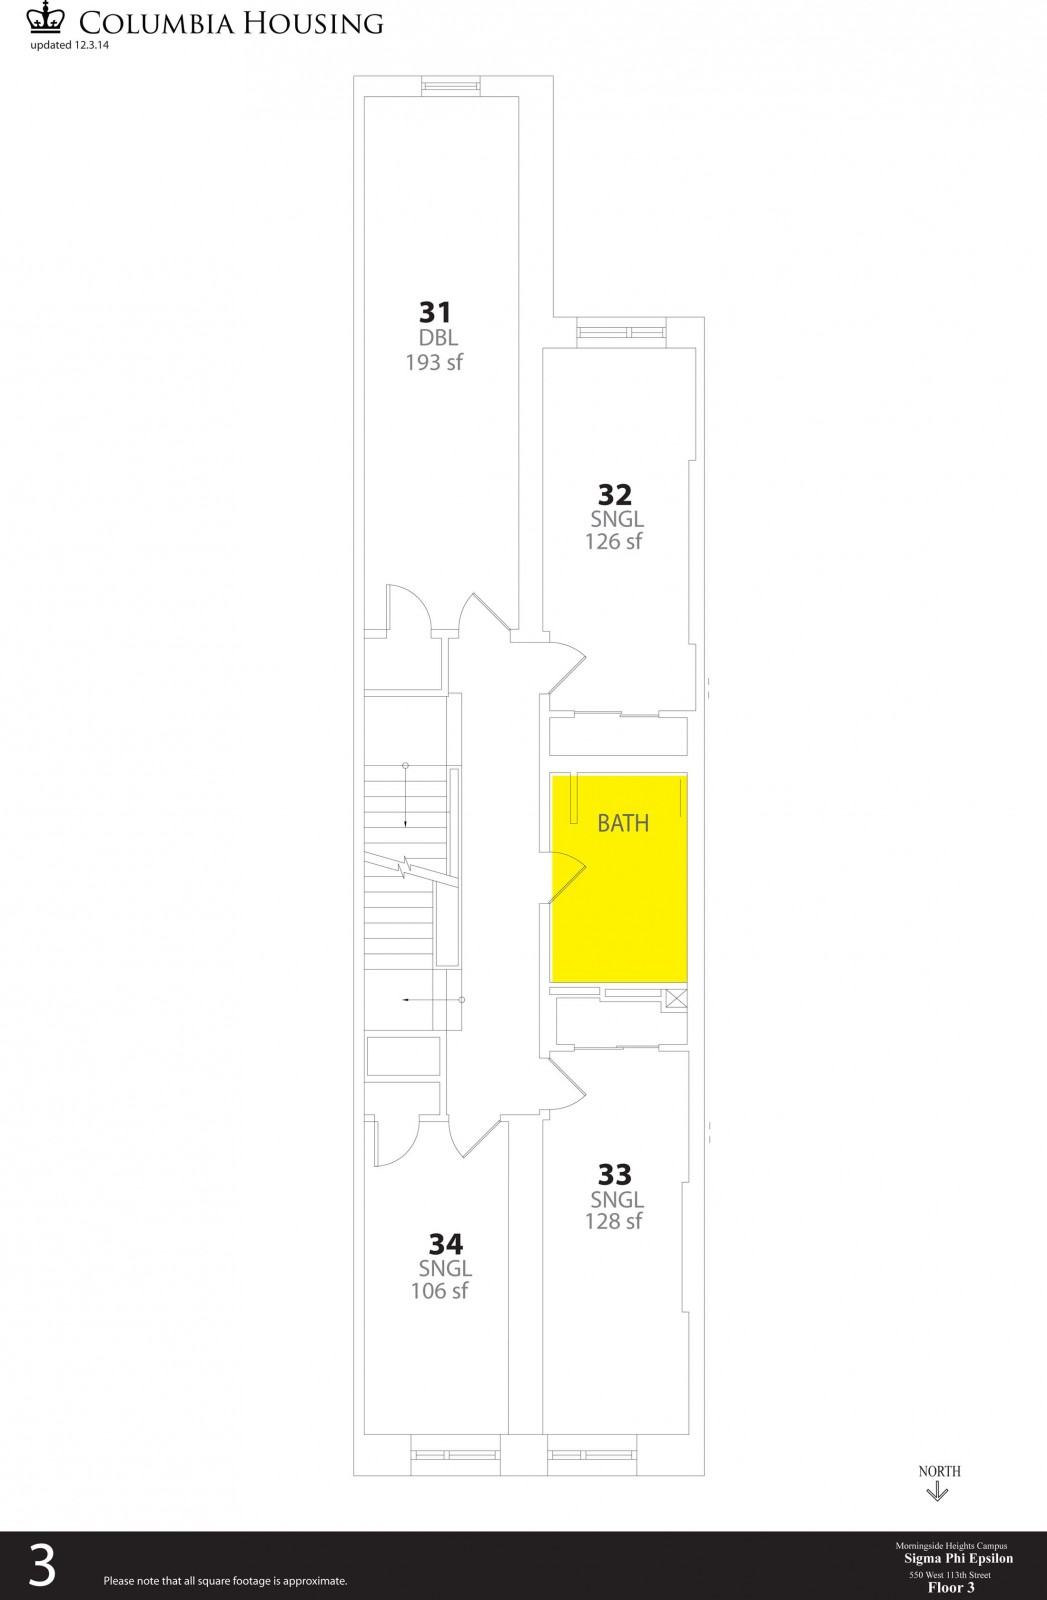 COLUMBIA HOUSING
updated 12.3.14
31
DBL
193 sf
32
SNGL
126 sf
BATH
33
SNGL
128 sf
34
SNGL
106 sf
NORTH
3
Please note that all square footage is approximate.
Morningside Heights Campus
Sigma Phi Epsilon
550 West 113th Street
Floor 3